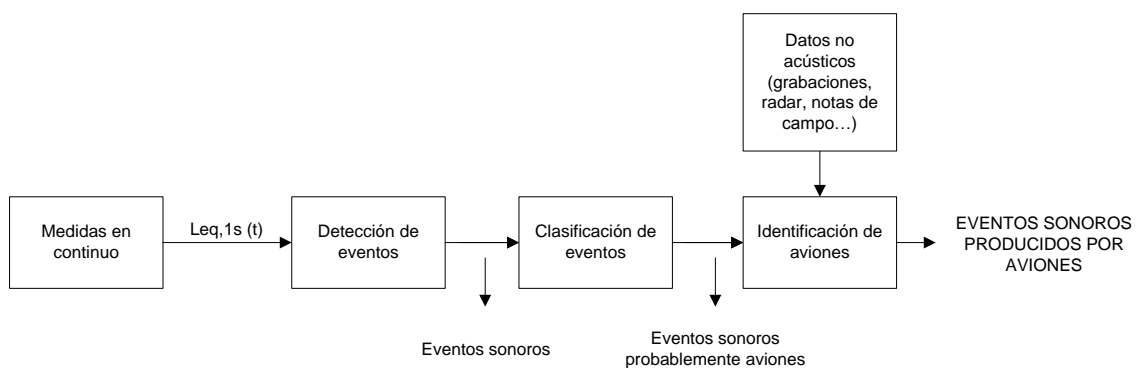 Datos no
acústicos
(grabaciones,
radar, notas de
campo…)
Medidas en
continuo
Leq,1s (t)
Detección de
eventos
Clasificación de
eventos
Identificación de
aviones
EVENTOS SONOROS
PRODUCIDOS POR
AVIONES
Eventos sonoros
Eventos sonoros
probablemente aviones